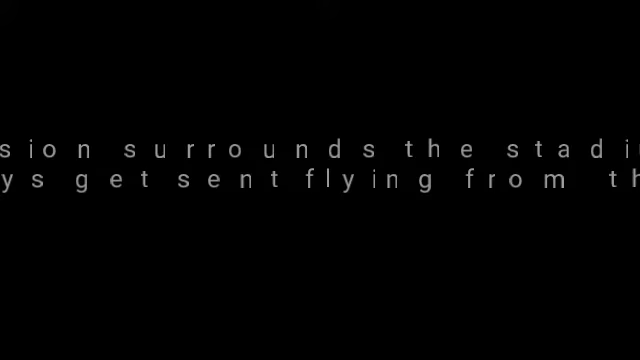 sion surrounds the stadi
ys get sent flying from th